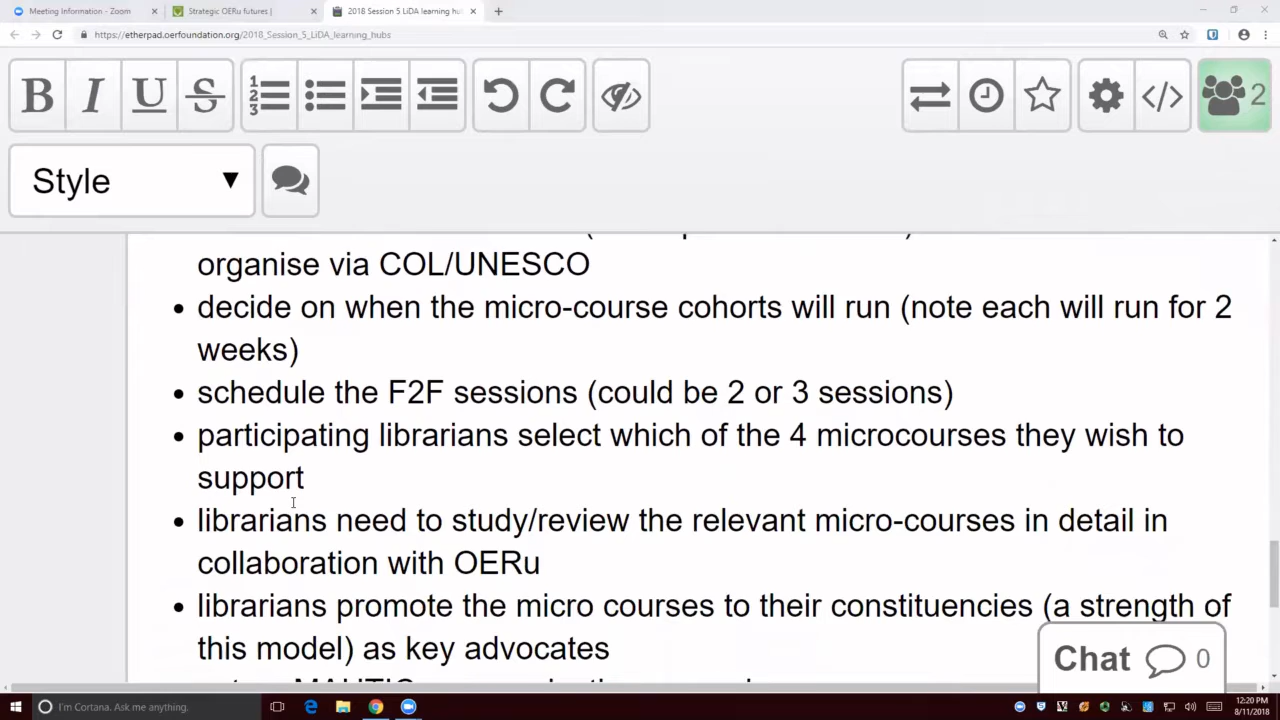 Meeting Information - Zoom
Strategic OERu futures |
2018 Session 5 LiDA learning hub
https://etherpad.oerfoundation.org/2018_Session_5_LiDA_learning_hubs
B I U S
2
Style
organise via COL/UNESCO
• decide on when the micro-course cohorts will run (note each will run for 2
weeks)
• schedule the F2F sessions (could be 2 or 3 sessions)
• participating librarians select which of the 4 microcourses they wish to
support
• librarians need to study/review the relevant micro-courses in detail in
collaboration with OERu
• librarians promote the micro courses to their constituencies (a strength of
this model) as key advocates
Chat 0
I'm Cortana. Ask me anything.
12:20 PM
8/11/2018